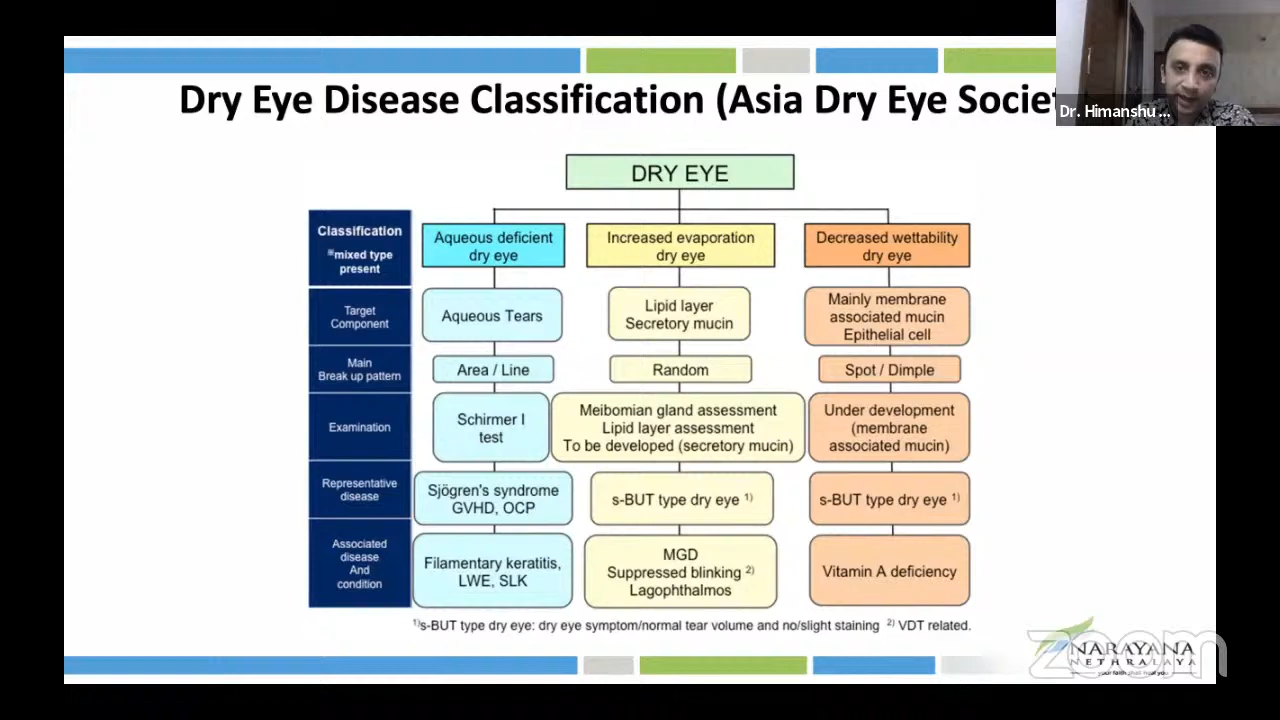 Dry Eye Disease Classification (Asia Dry Eye Societ
Dr. Himanshu ...
DRY EYE
Classification
※mixed type
present
Aqueous deficient
dry eye
Increased evaporation
dry eye
Decreased wettability
dry eye
Target
Component
Aqueous Tears
Lipid layer
Secretory mucin
Mainly membrane
associated mucin
Epithelial cell
Main
Break up pattern
Area / Line
Random
Spot / Dimple
Examination
Schirmer I
test
Meibomian gland assessment
Lipid layer assessment
To be developed (secretory mucin)
Under development
(membrane
associated mucin)
Representative
disease
Sjögren's syndrome
GVHD, OCP
s-BUT type dry eye 1)
s-BUT type dry eye 1)
Associated
disease
And
condition
Filamentary keratitis,
LWE, SLK
MGD
Suppressed blinking 2)
Lagophthalmos
Vitamin A deficiency
1)s-BUT type dry eye: dry eye symptom/normal tear volume and no/slight staining 2) VDT related.
zoom
NARAYANA
NETHRALAYA